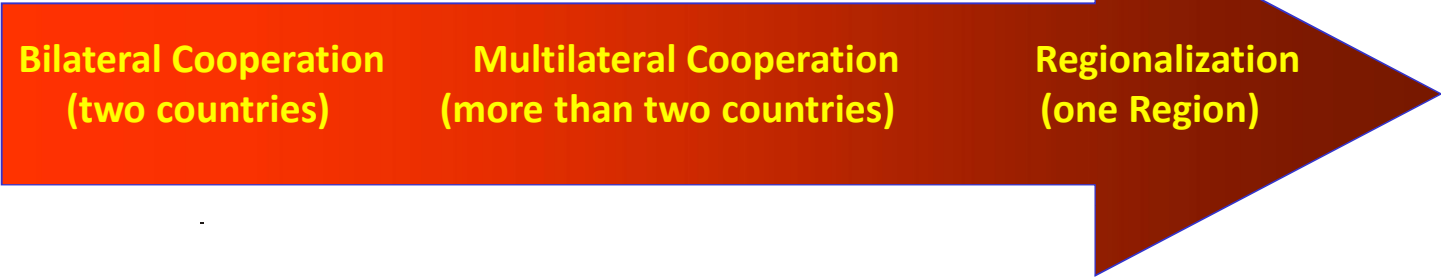 Bilateral Cooperation Multilateral Cooperation Regionalization
(two countries) (more than two countries) (one Region)
-